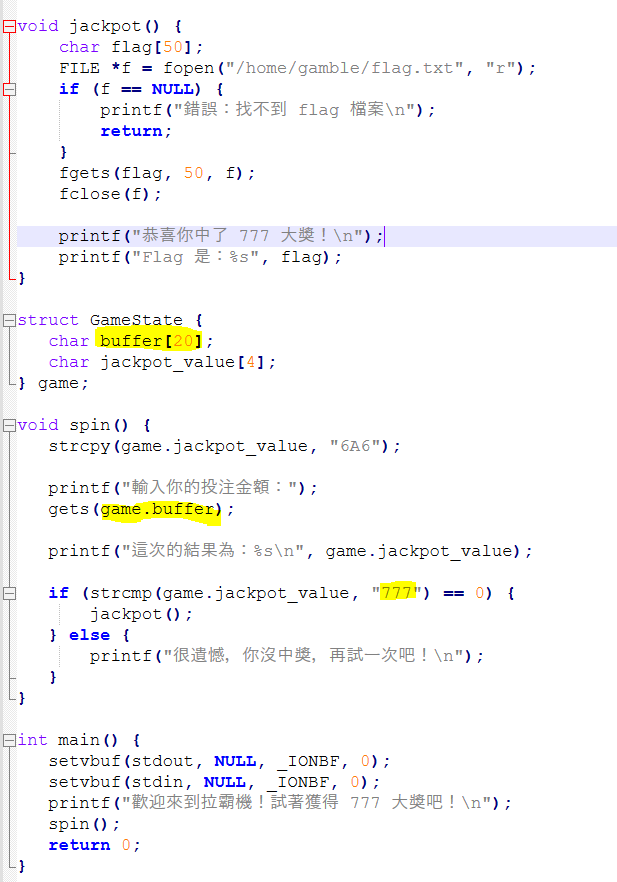 void jackpot() {
    char flag[50];
    FILE *f = fopen("/home/gamble/flag.txt", "r");
    if (f == NULL) {
        printf("錯誤：找不到 flag 檔案\n");
        return;
    }
    fgets(flag, 50, f);
    fclose(f);

    printf("恭喜你中了 777 大獎！\n");
    printf("Flag 是：%s", flag);
}

struct GameState {
   char buffer[20];
   char jackpot_value[4];
} game;

void spin() {
   strcpy(game.jackpot_value, "6A6");

   printf("輸入你的投注金額：");
   gets(game.buffer);

   printf("這次的結果為：%s\n", game.jackpot_value);

   if (strcmp(game.jackpot_value, "777") == 0) {
       jackpot();
   } else {
       printf("很遺憾，你沒中獎，再試一次吧！\n");
   }
}

int main() {
   setvbuf(stdout, NULL, _IONBF, 0);
   setvbuf(stdin, NULL, _IONBF, 0);
   printf("歡迎來到拉霸機！試著獲得 777 大獎吧！\n");
   spin();
   return 0;
}